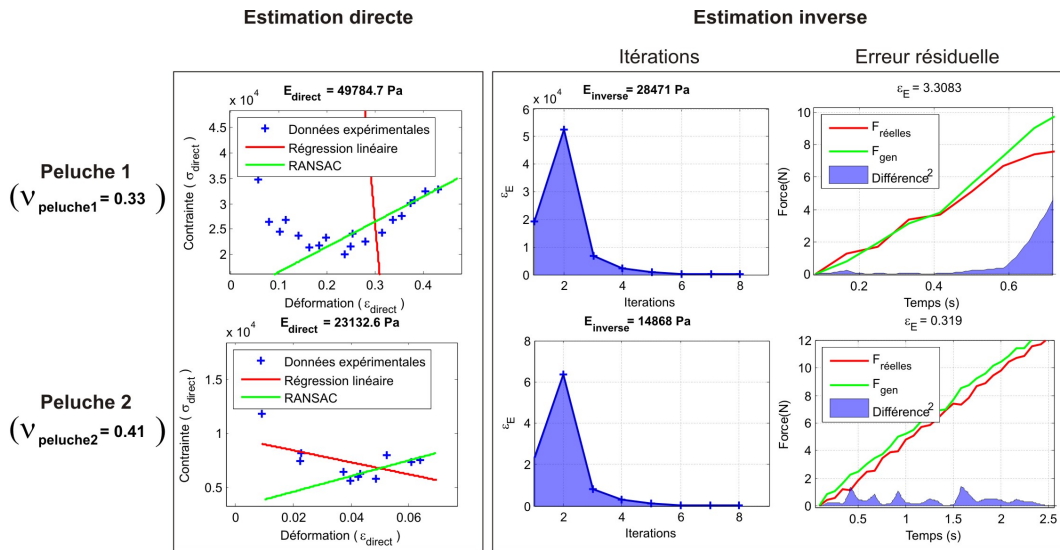 Estimation directe
Estimation inverse
Itérations
Erreur résiduelle
Peluche 1
(ν peluche1 = 0.33)
x 10^4
E_direct = 49784.7 Pa
Données expérimentales
Régression linéaire
RANSAC
Contrainte ( σ_direct )
4.5
4
3.5
3
2.5
2
0
0.1
0.2
0.3
0.4
Déformation ( ε_direct )
x 10^4
E_inverse = 28471 Pa
ε_E
6
5
4
3
2
1
0
2
4
6
8
Iterations
ε_E = 3.3083
F_réelles
F_gen
Différence^2
Force(N)
10
8
6
4
2
0
0.2
0.4
0.6
Temps (s)
Peluche 2
(ν peluche2 = 0.41)
x 10^4
E_direct = 23132.6 Pa
Données expérimentales
Régression linéaire
RANSAC
Contrainte ( σ_direct )
1.5
1
0.5
0
0.02
0.04
0.06
Déformation ( ε_direct )
E_inverse = 14868 Pa
ε_E
8
6
4
2
0
2
4
6
8
Iterations
ε_E = 0.319
F_réelles
F_gen
Différence^2
Force(N)
12
10
8
6
4
2
0
0.5
1
1.5
2
2.5
Temps (s)